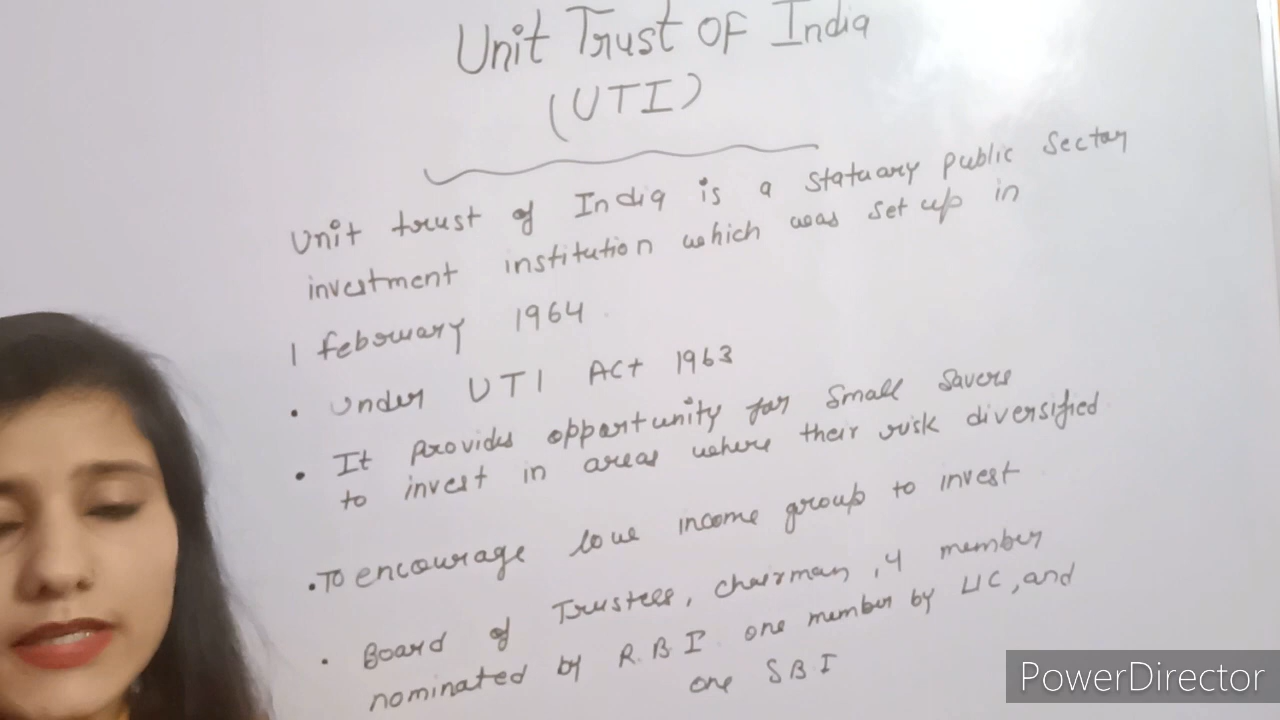 Unit Trust OF India
(UTI)
Unit trust of India is a statuary public sector
investment institution which was set up in
1 february 1964
• Under UTI Act 1963
• It Provides opportunity for small savers
to invest in areas where their risk diversified
• To encourage low income group to invest
• Board of Trustees, chairman, 4 member
nominated by R.B.I one member by LIC, and
one SBI
PowerDirector